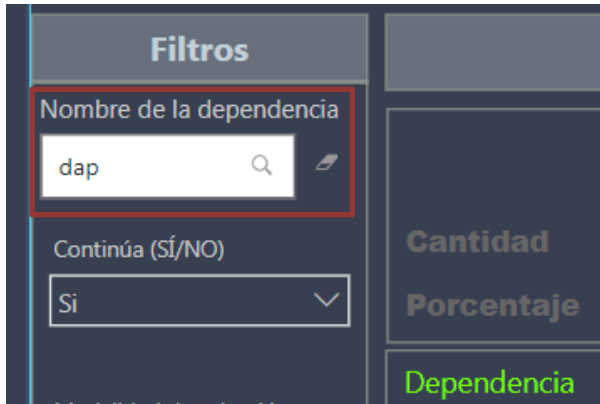 Filtros
Nombre de la dependencia
dap
Continúa (SÍ/NO)
Si
Cantidad
Porcentaje
Dependencia